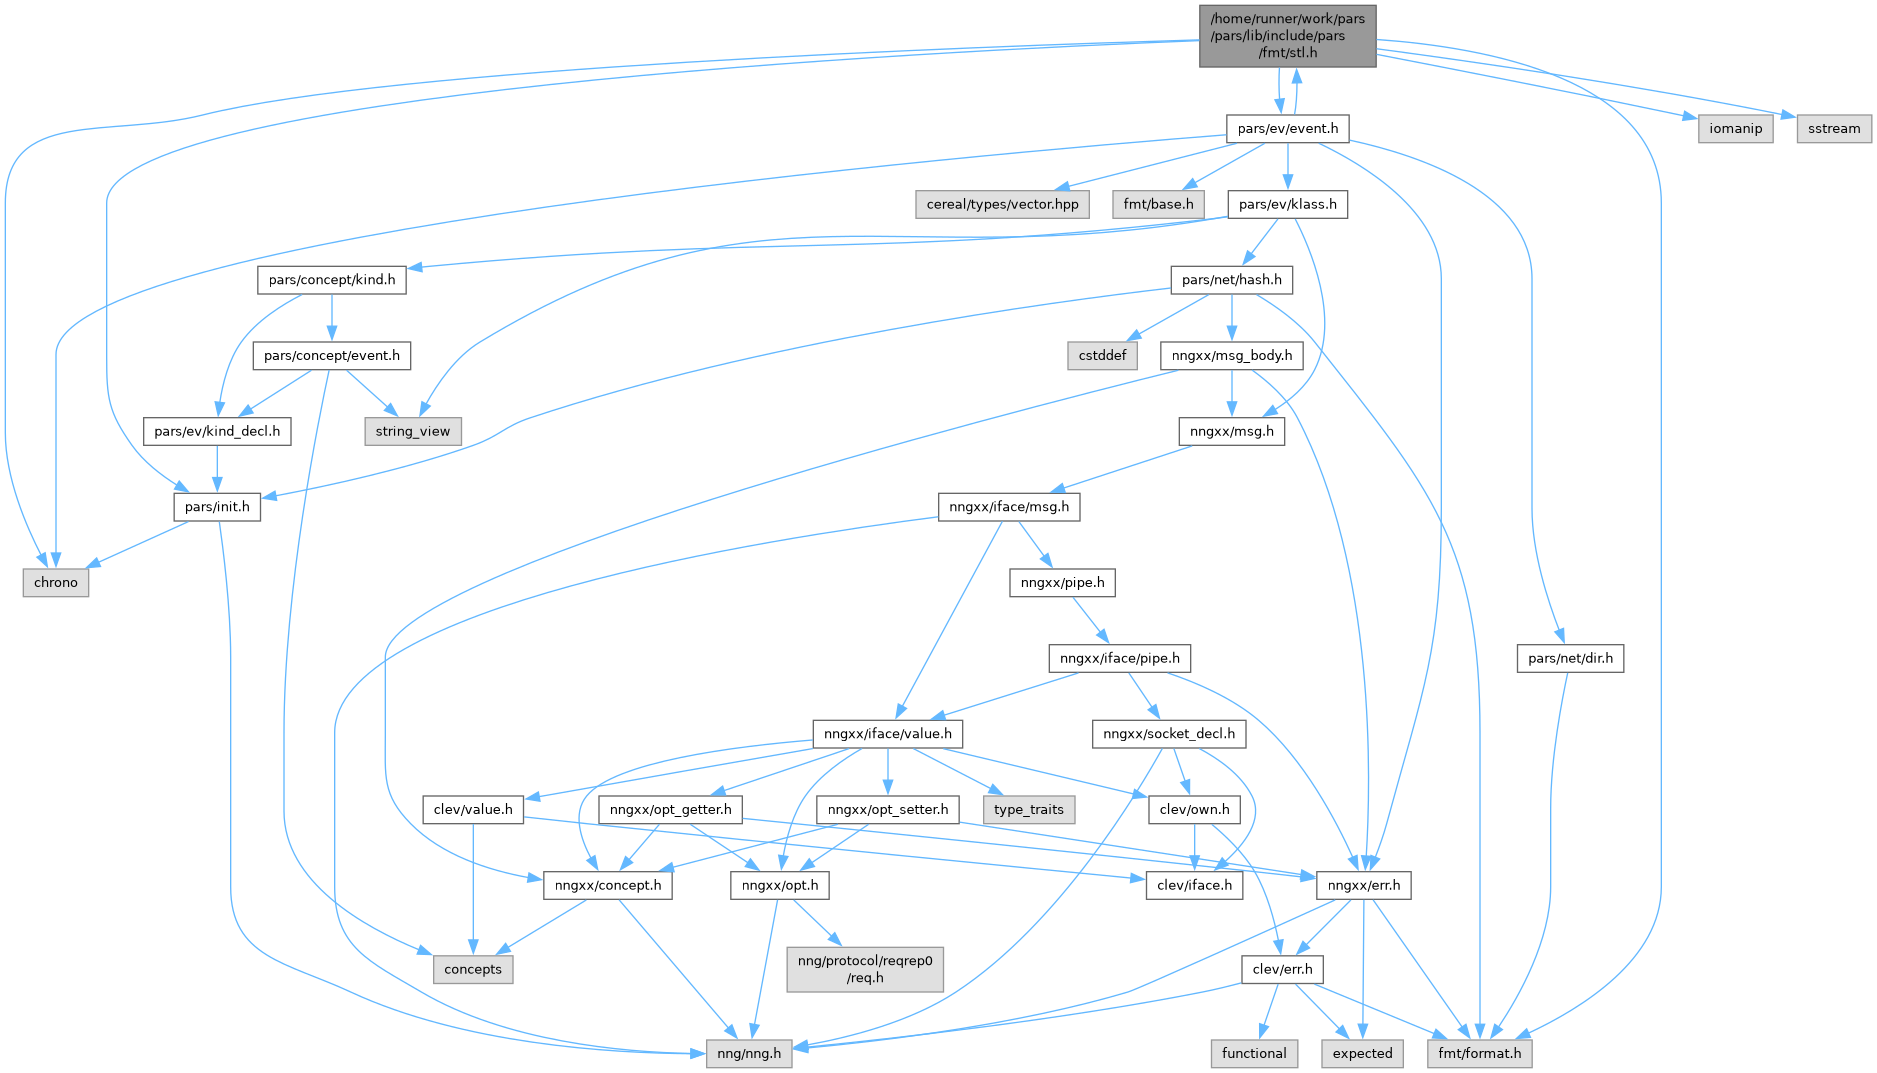 /home/runner/work/pars
/pars/lib/include/pars
/fmt/stl.h
pars/ev/event.h
iomanip
sstream
cereal/types/vector.hpp
fmt/base.h
pars/ev/klass.h
pars/concept/kind.h
pars/net/hash.h
pars/concept/event.h
cstddef
nngxx/msg_body.h
pars/ev/kind_decl.h
string_view
nngxx/msg.h
pars/init.h
nngxx/iface/msg.h
chrono
nngxx/pipe.h
nngxx/iface/pipe.h
pars/net/dir.h
nngxx/iface/value.h
nngxx/socket_decl.h
clev/value.h
nngxx/opt_getter.h
nngxx/opt_setter.h
type_traits
clev/own.h
nngxx/concept.h
nngxx/opt.h
clev/iface.h
nngxx/err.h
concepts
nng/protocol/reqrep0
/req.h
clev/err.h
nng/nng.h
functional
expected
fmt/format.h